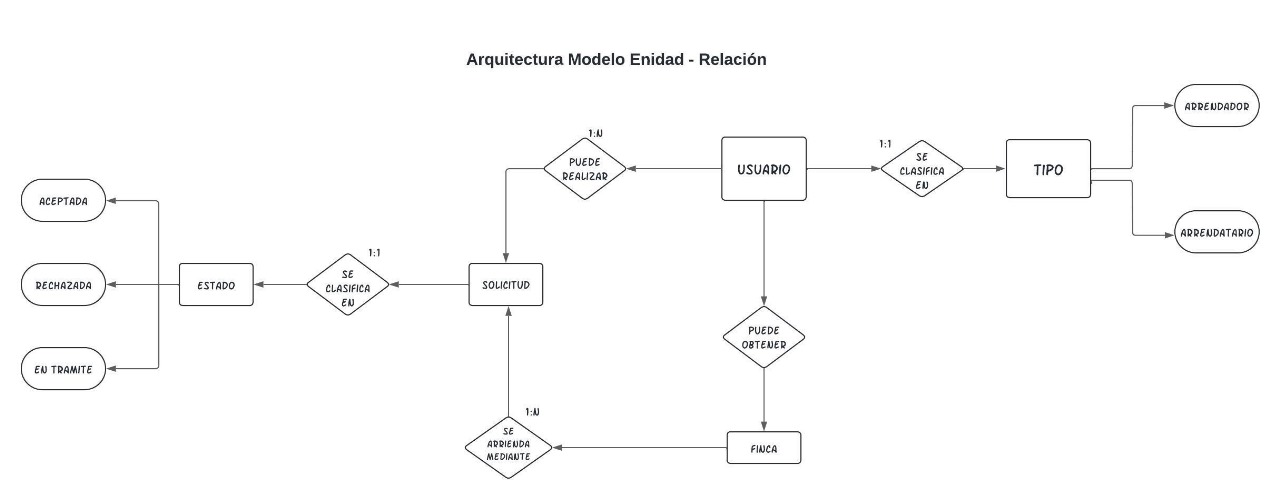 Arquitectura Modelo Enidad - Relación
ARRENDADOR
1:N
1:1
PUEDE
REALIZAR
USUARIO
SE
CLASIFICA
EN
TIPO
ACEPTADA
ARRENDATARIO
1:1
RECHAZADA
ESTADO
SE
CLASIFICA
EN
SOLICITUD
PUEDE
OBTENER
EN TRAMITE
1:N
SE
ARRIENDA
MEDIANTE
FINCA